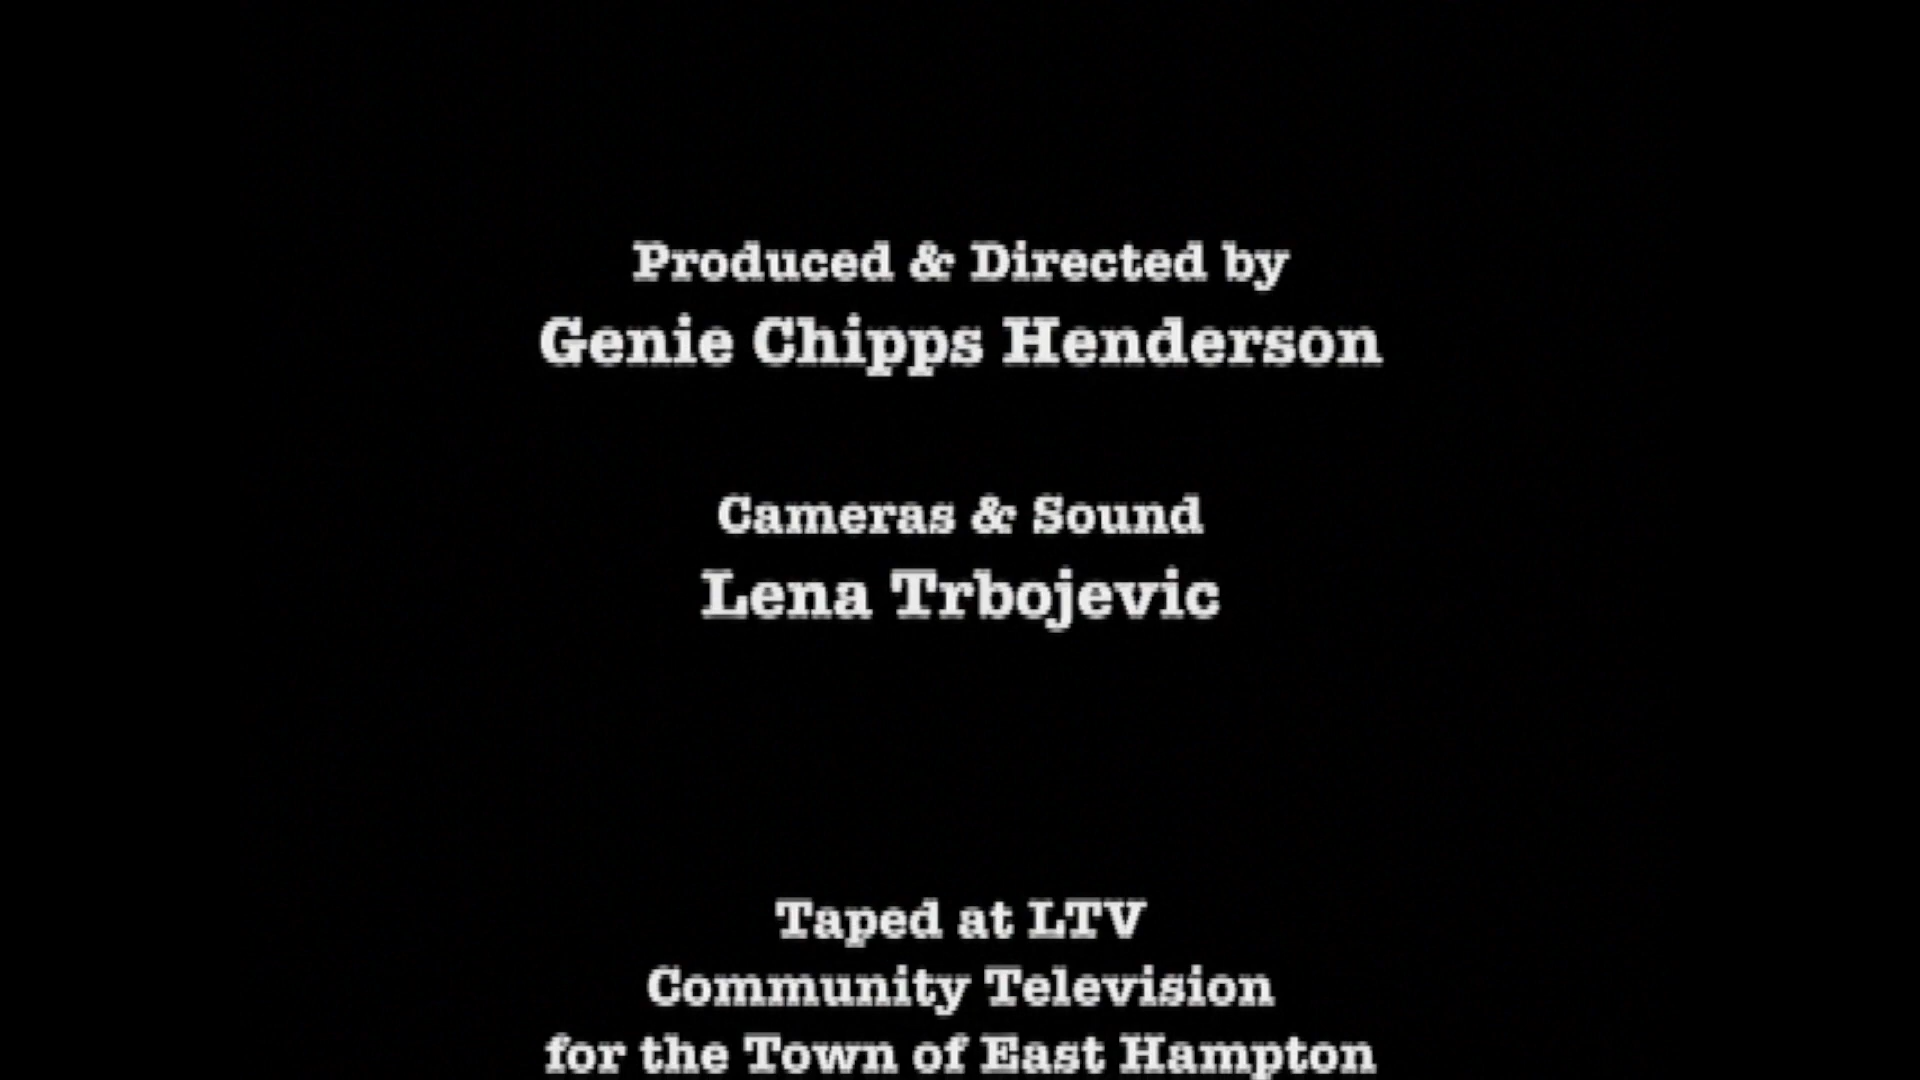 Produced & Directed by
Genie Chipps Henderson
Cameras & Sound
Lena Trbojevic
Taped at LTV
Community Television
for the Town of East Hampton